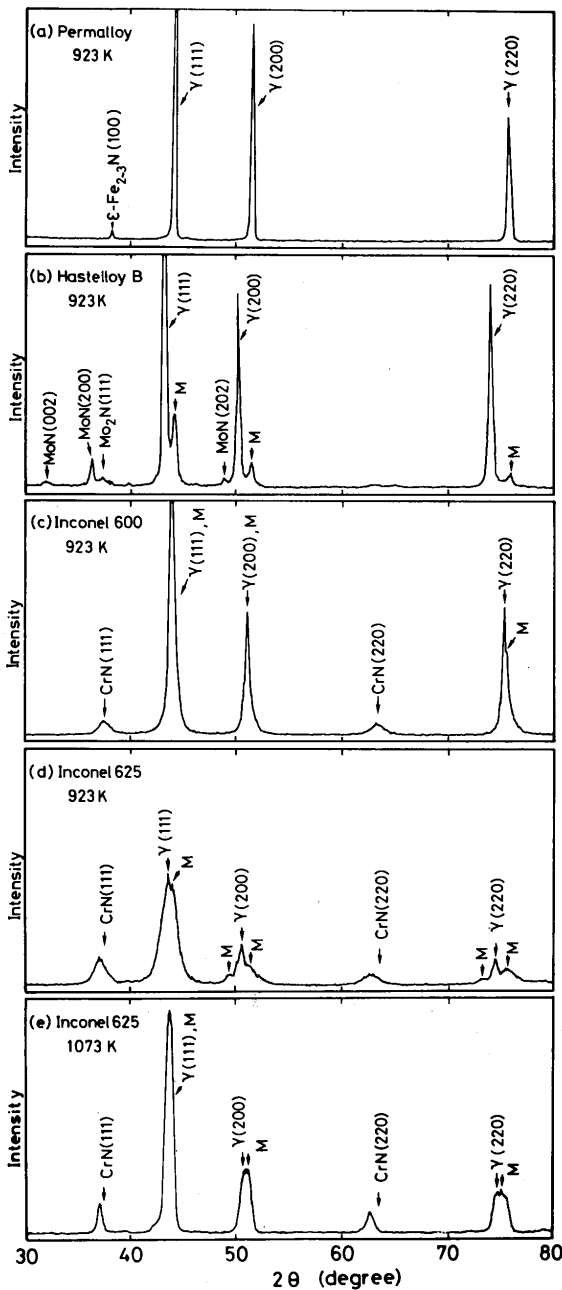 (a) Permalloy
923 K
ε-Fe2-3N(100)
γ(111)
γ(200)
γ(220)
Intensity
(b) Hastelloy B
923 K
MoN(002)
MoN(200)
Mo2N(111)
γ(111)
M
MoN(202)
γ(200)
M
γ(220)
M
Intensity
(c) Inconel 600
923 K
CrN(111)
γ(111),M
γ(200),M
CrN(220)
γ(220)
M
Intensity
(d) Inconel 625
923 K
CrN(111)
γ(111)
M
M
γ(200)
M
CrN(220)
M
γ(220)
M
Intensity
(e) Inconel 625
1073 K
CrN(111)
γ(111),M
γ(200)
M
CrN(220)
γ(220)
M
Intensity
30 40 50 60 70 80
2θ (degree)